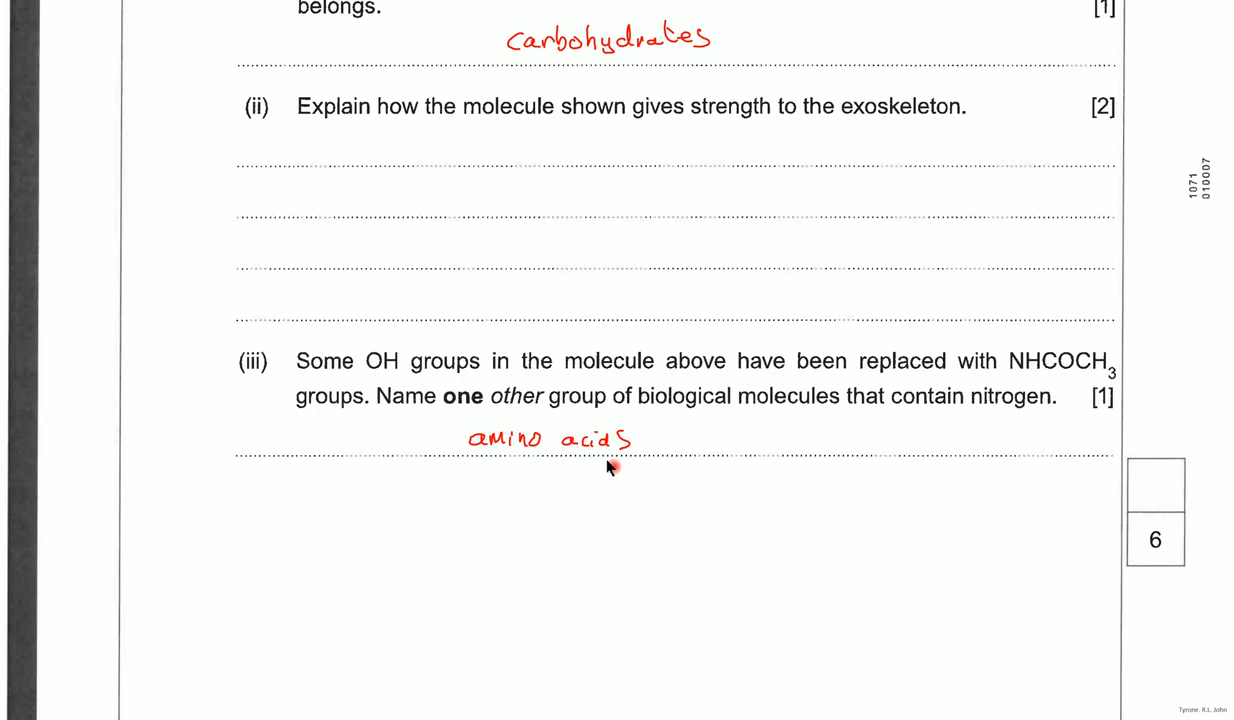 belongs. [1]
carbohydrates
(ii) Explain how the molecule shown gives strength to the exoskeleton. [2]
(iii) Some OH groups in the molecule above have been replaced with NHCOCH3
groups. Name one other group of biological molecules that contain nitrogen. [1]
amino acids
1071
010007
6
Tyrone. R.L. John